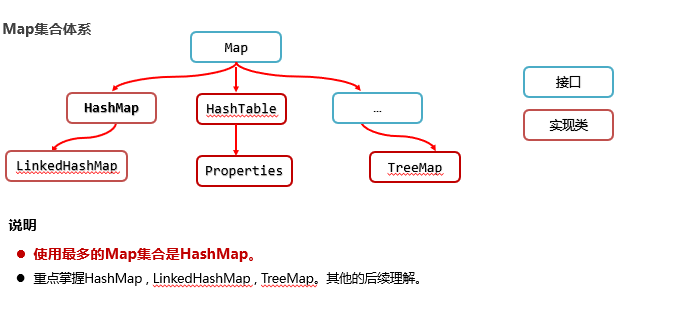 Map集合体系
Map
接口
HashMap
HashTable
...
实现类
LinkedHashMap
Properties
TreeMap
说明
使用最多的Map集合是HashMap。
重点掌握HashMap , LinkedHashMap , TreeMap。其他的后续理解。